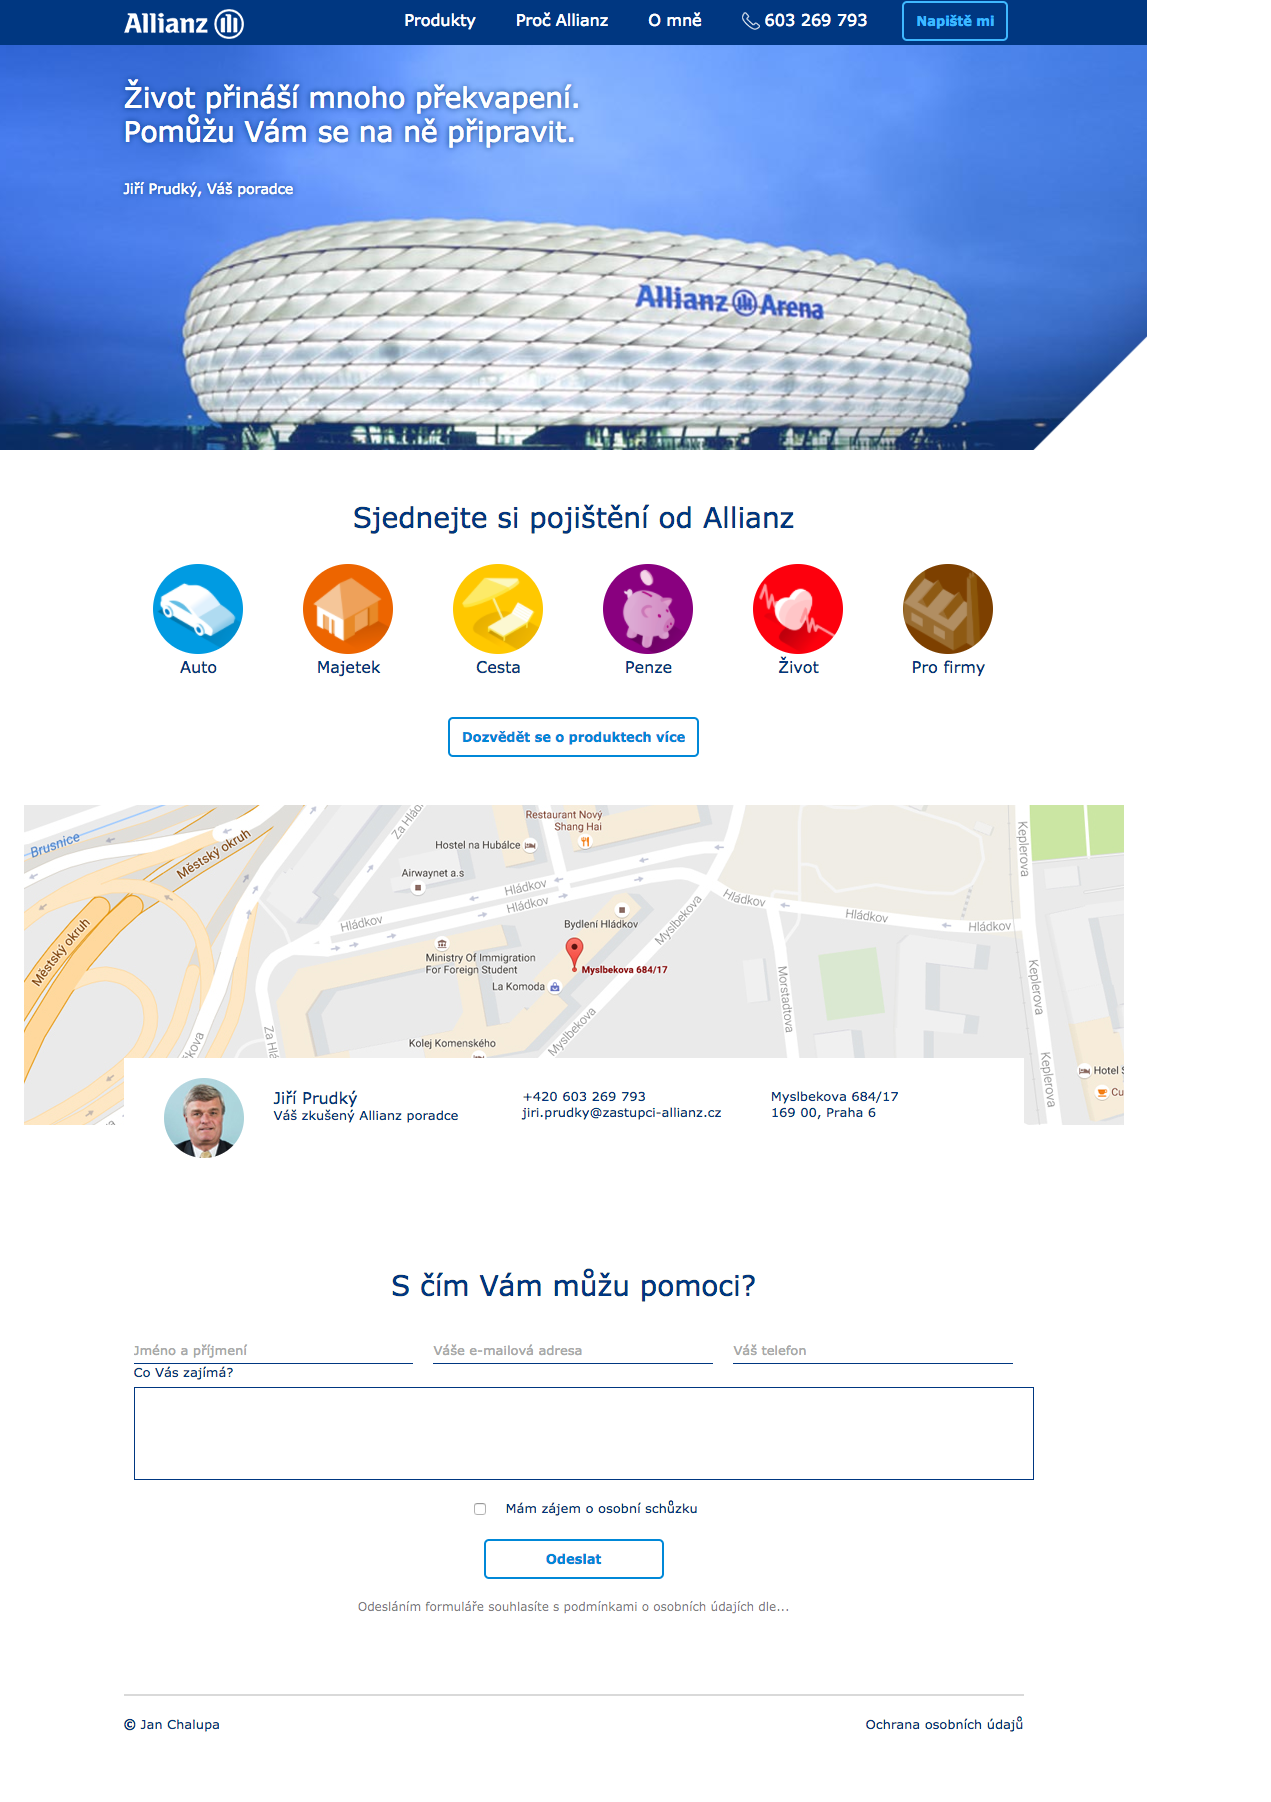 Allianz
Produkty
Proč Allianz
O mně
603 269 793
Napiště mi
Život přináší mnoho překvapení.
Pomůžu Vám se na ně připravit.
Jiří Prudký, Váš poradce
Allianz Arena
Sjednejte si pojištění od Allianz
Auto
Majetek
Cesta
Penze
Život
Pro firmy
Dozvědět se o produktech více
Brusnice
Městský okruh
Za Hládk
Restaurant Nový
Shang Hai
Hostel na Hubálce
Airwaynet a.s
Hládkov
Hládkov
Hládkov
Hládkov
Hládkov
Hládkov
Keplerova
Bydlení Hládkov
Myslbekova
Městský okruh
Ministry Of Immigration
For Foreign Student
Myslbekova 684/17
La Komoda
Morstadtova
Keplerova
Kolej Komenského
Myslbekova
Keplerova
Hotel
Jiří Prudký
Váš zkušený Allianz poradce
+420 603 269 793
jiri.prudky@zastupci-allianz.cz
Myslbekova 684/17
169 00, Praha 6
S čím Vám můžu pomoci?
Jméno a příjmení
Váše e-mailová adresa
Váš telefon
Co Vás zajímá?
Mám zájem o osobní schůzku
Odeslat
Odesláním formuláře souhlasíte s podmínkami o osobních údajích dle...
© Jan Chalupa
Ochrana osobních údajů